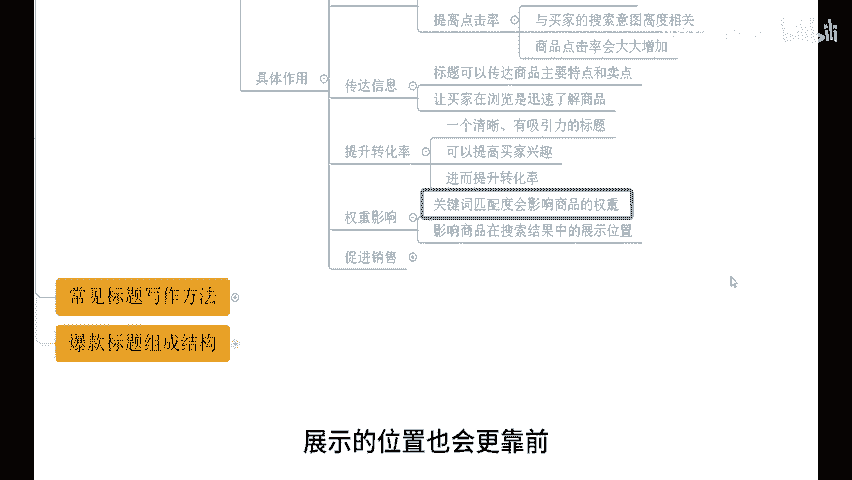 提高点击率
与买家的搜索意图高度相关
商品点击率会大大增加
具体作用
传达信息
标题可以传达商品主要特点和卖点
让买家在浏览是迅速了解商品
提升转化率
一个清晰、有吸引力的标题
可以提高买家兴趣
进而提升转化率
权重影响
关键词匹配度会影响商品的权重
影响商品在搜索结果中的展示位置
促进销售
常见标题写作方法
爆款标题组成结构
展示的位置也会更靠前